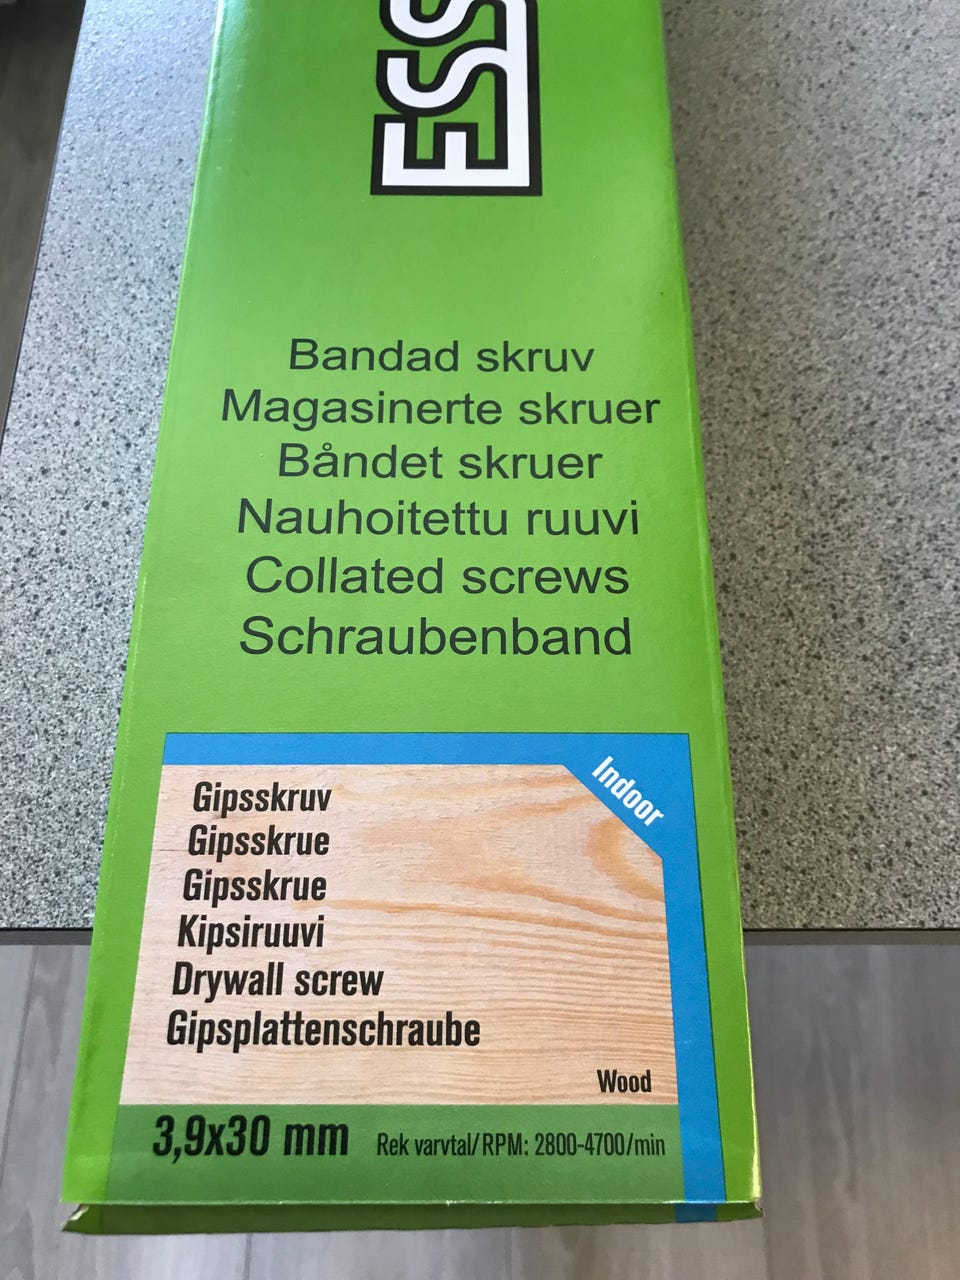 Bandad skruv
Magasinerte skruer
Båndet skruer
Nauhoitettu ruuvi
Collated screws
Schraubenband
Indoor
Gipsskruv
Gipsskrue
Gipsskrue
Kipsiruuvi
Drywall screw
Gipsplattenschraube
Wood
3,9x30 mm Rek varvtal/RPM: 2800-4700/min